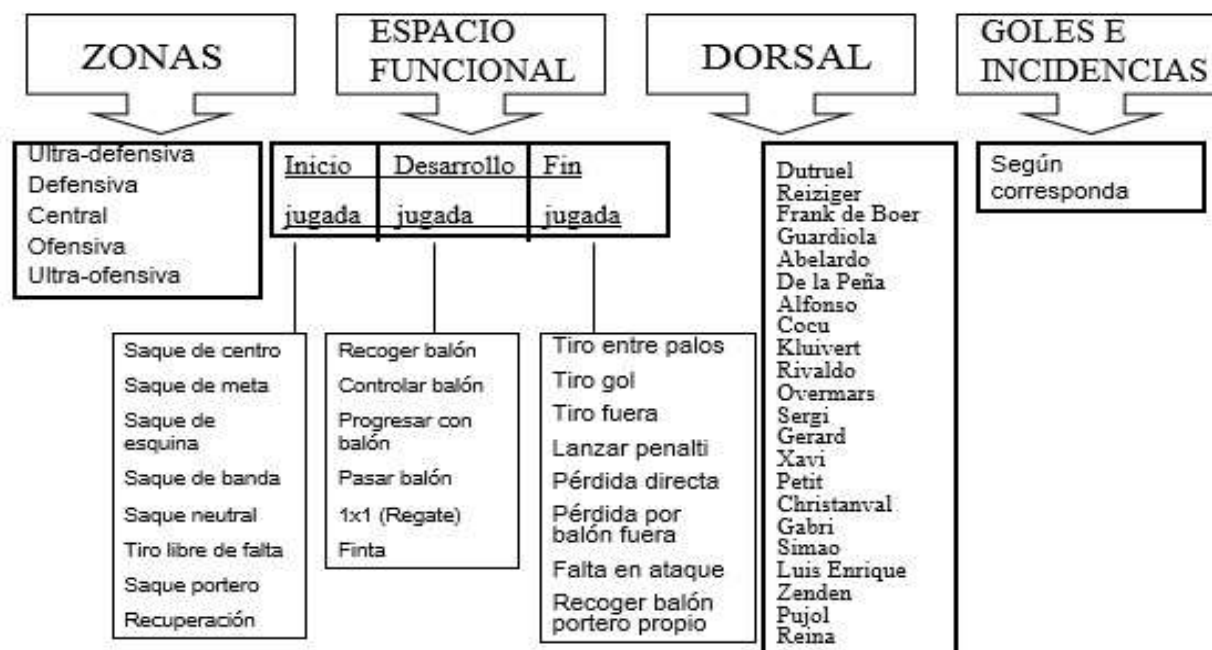 ZONAS
ESPACIO
FUNCIONAL
DORSAL
GOLES E
INCIDENCIAS
Ultra-defensiva
Defensiva
Central
Ofensiva
Ultra-ofensiva
Inicio
jugada
Desarrollo
jugada
Fin
jugada
Saque de centro
Saque de meta
Saque de
esquina
Saque de banda
Saque neutral
Tiro libre de falta
Saque portero
Recuperación
Recoger balón
Controlar balón
Progresar con
balón
Pasar balón
1x1 (Regate)
Finta
Tiro entre palos
Tiro gol
Tiro fuera
Lanzar penalti
Pérdida directa
Pérdida por
balón fuera
Falta en ataque
Recoger balón
portero propio
Dutruel
Reiziger
Frank de Boer
Guardiola
Abelardo
De la Peña
Alfonso
Cocu
Kluivert
Rivaldo
Overmars
Sergi
Gerard
Xavi
Petit
Christanval
Gabri
Simao
Luis Enrique
Zenden
Pujol
Reina
Según
corresponda